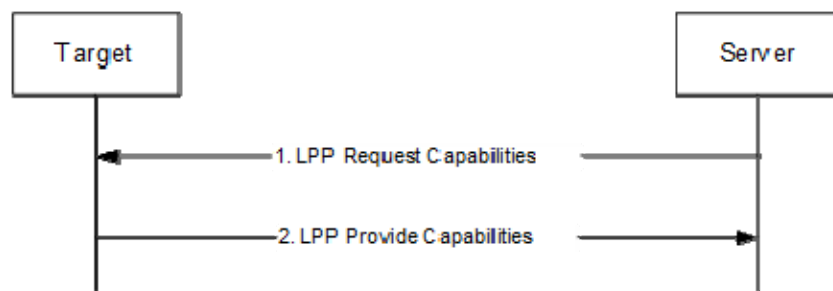 Target
Server
1. LPP Request Capabilities
2. LPP Provide Capabilities